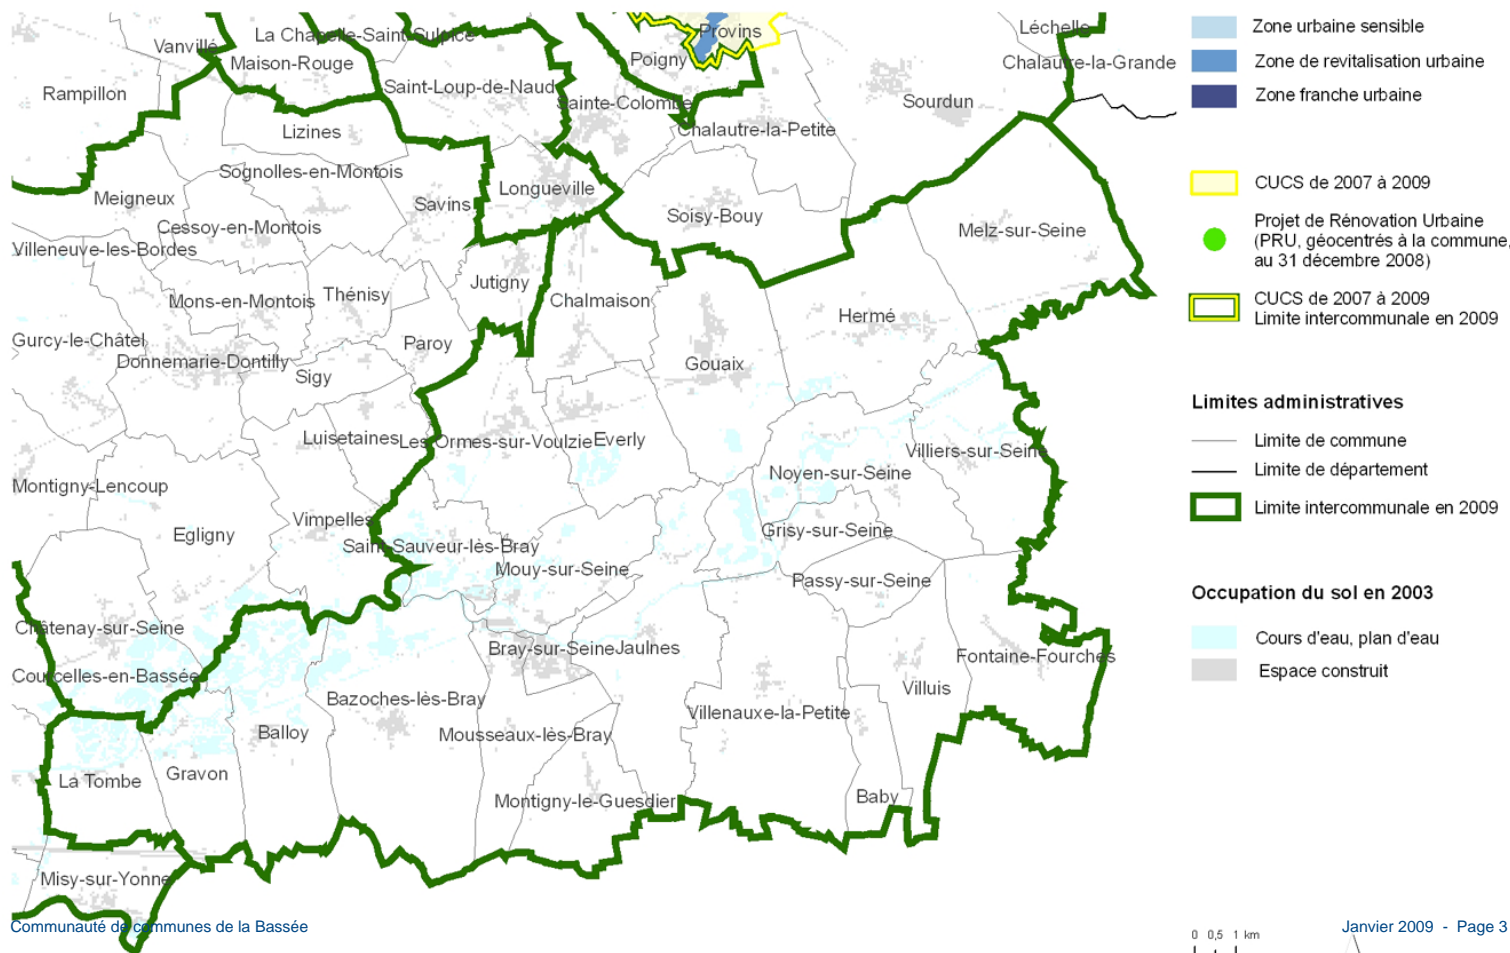 Provins
Léchelle
La Chapelle-Saint-Sulpice
Vanvillé
Maison-Rouge
Poigny
Chalautre-la-Grande
Rampillon
Saint-Loup-de-Naud
Sainte-Colombe
Sourdun
Lizines
Chalautre-la-Petite
Sognolles-en-Montois
Longueville
Meigneux
Savins
Soisy-Bouy
Cessoy-en-Montois
Melz-sur-Seine
Villeneuve-les-Bordes
Jutigny
Mons-en-Montois
Thénisy
Chalmaison
Hermé
Gurcy-le-Châtel
Paroy
Donnemarie-Dontilly
Gouaix
Sigy
Luisetaines
Les Ormes-sur-Voulzie
Everly
Villiers-sur-Seine
Noyen-sur-Seine
Montigny-Lencoup
Vimpelles
Egligny
Grisy-sur-Seine
Saint-Sauveur-lès-Bray
Mouy-sur-Seine
Passy-sur-Seine
Châtenay-sur-Seine
Bray-sur-Seine
Jaulnes
Fontaine-Fourches
Courcelles-en-Bassée
Villuis
Bazoches-lès-Bray
Villenauxe-la-Petite
Balloy
Mousseaux-lès-Bray
Gravon
La Tombe
Baby
Montigny-le-Guesdier
Misy-sur-Yonne
Zone urbaine sensible
Zone de revitalisation urbaine
Zone franche urbaine
CUCS de 2007 à 2009
Projet de Rénovation Urbaine
(PRU, géocentrés à la commune,
au 31 décembre 2008)
CUCS de 2007 à 2009
Limite intercommunale en 2009
Limites administratives
Limite de commune
Limite de département
Limite intercommunale en 2009
Occupation du sol en 2003
Cours d'eau, plan d'eau
Espace construit
0 0,5 1 km
Communauté de communes de la Bassée
Janvier 2009 - Page 3